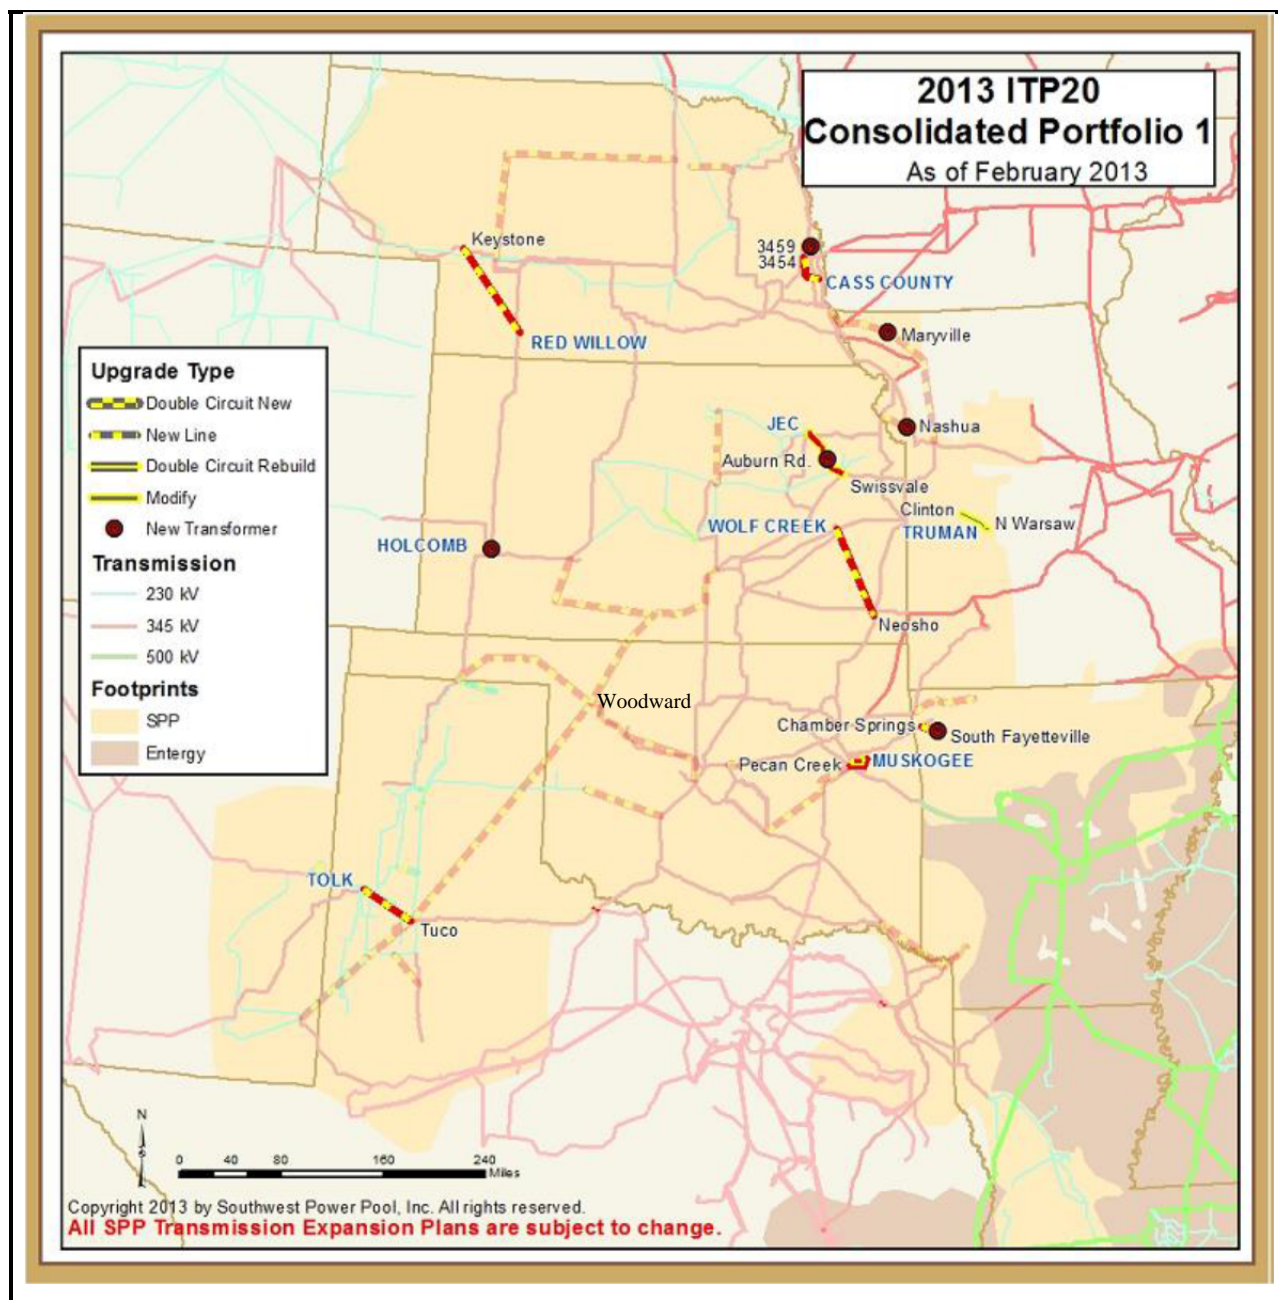 2013 ITP20
Consolidated Portfolio 1
As of February 2013
Keystone
3459
3454
CASS COUNTY
Maryville
RED WILLOW
Upgrade Type
Double Circuit New
New Line
Double Circuit Rebuild
Modify
New Transformer
Transmission
230 kV
345 kV
500 kV
Footprints
SPP
Entergy
JEC
Nashua
Auburn Rd.
Swissvale
Clinton
N Warsaw
WOLF CREEK
TRUMAN
HOLCOMB
Neosho
Woodward
Chamber Springs
South Fayetteville
Pecan Creek
MUSKOGEE
TOLK
Tuco
N
S
0 40 80 160 240
Miles
Copyright 2013 by Southwest Power Pool, Inc. All rights reserved.
All SPP Transmission Expansion Plans are subject to change.